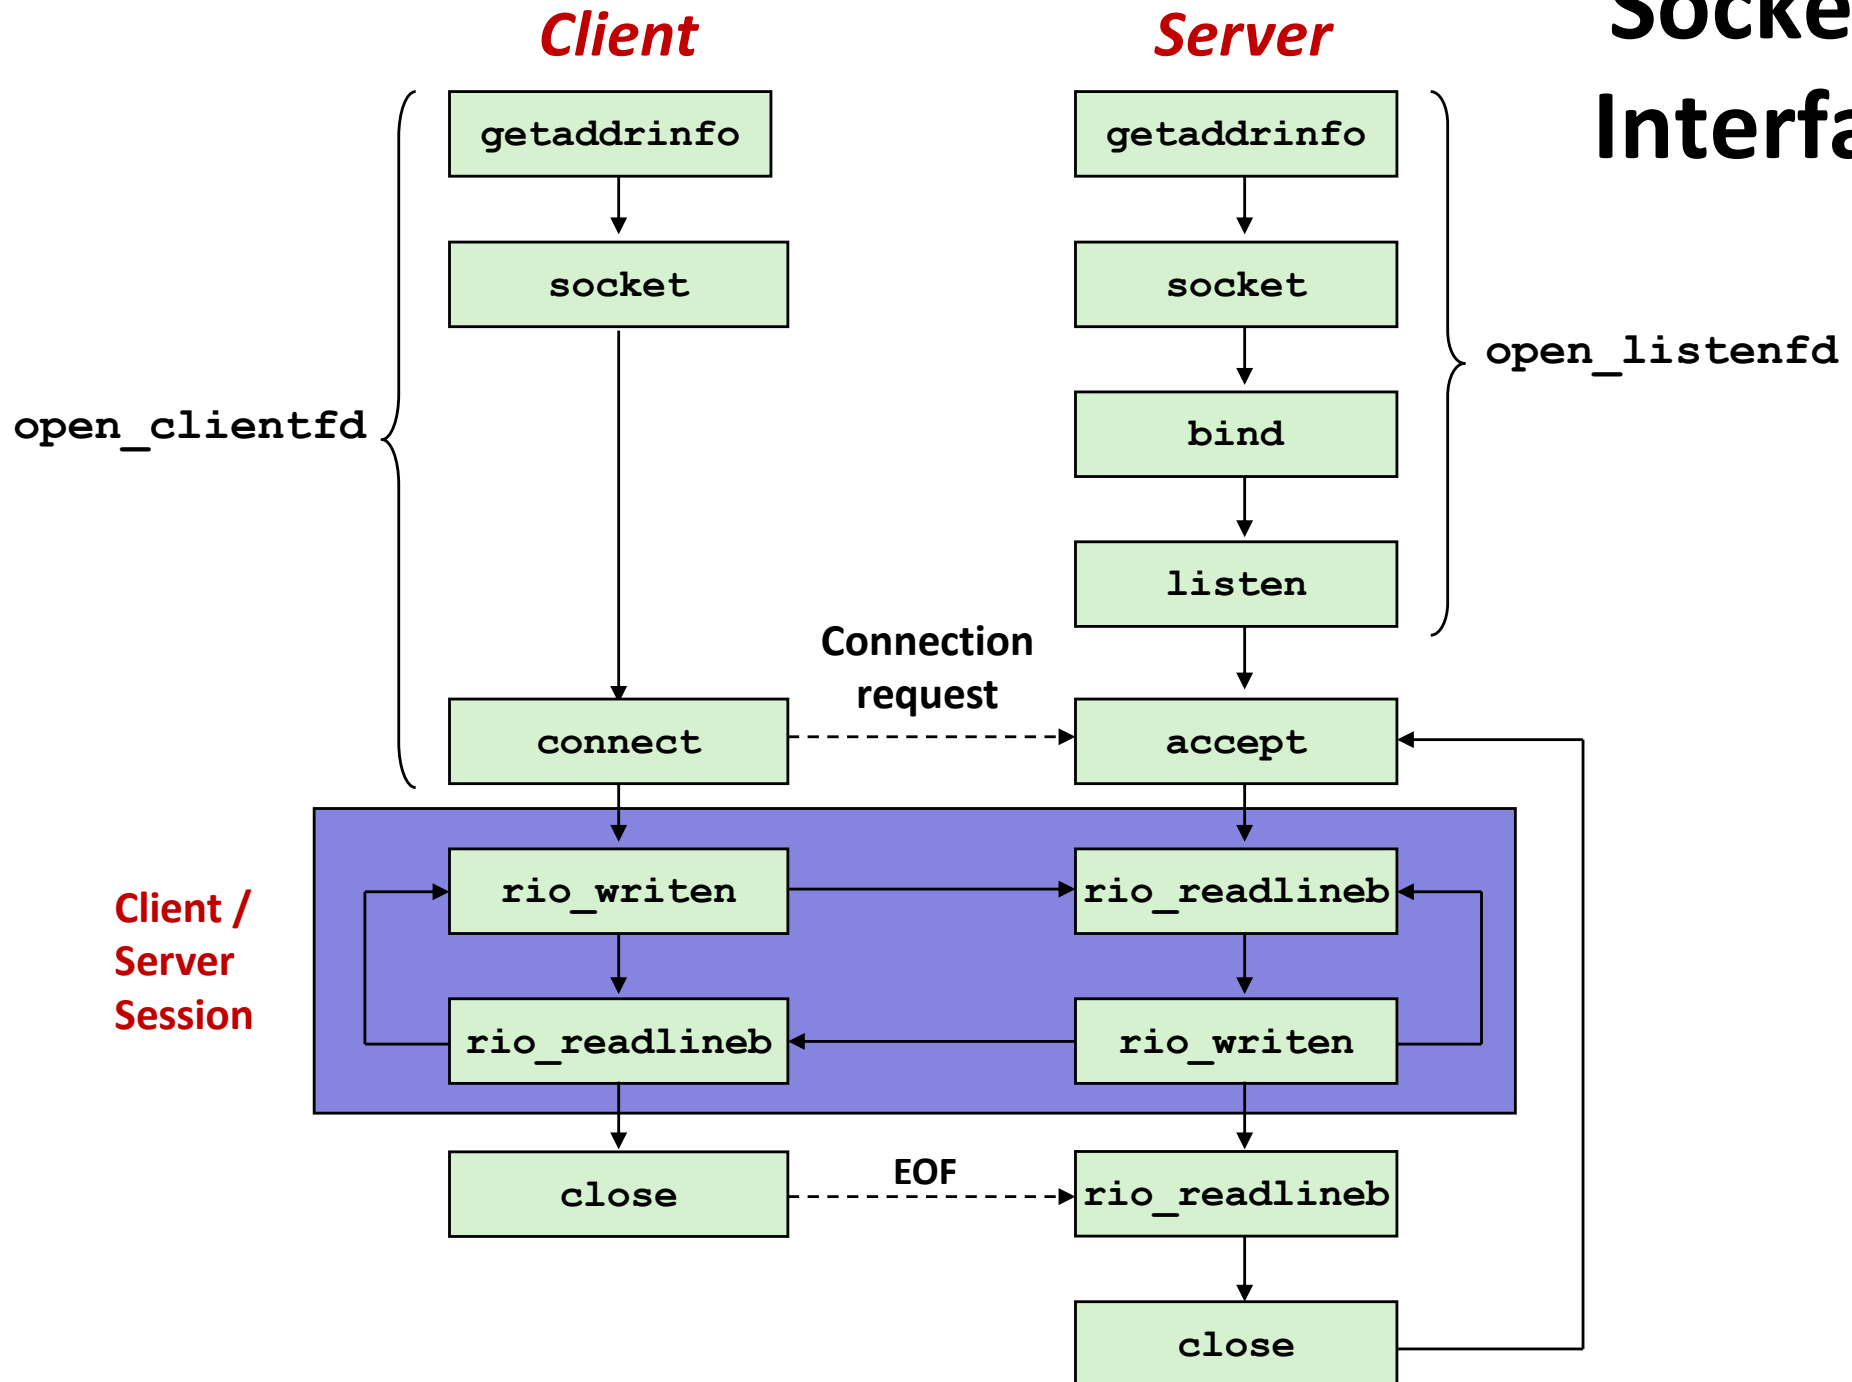 Client
Server
Socke
Interfa
getaddrinfo
getaddrinfo
socket
socket
open_listenfd
open_clientfd
bind
listen
Connection
request
connect
accept
Client /
Server
Session
rio_writen
rio_readlineb
rio_readlineb
rio_writen
close
EOF
rio_readlineb
close